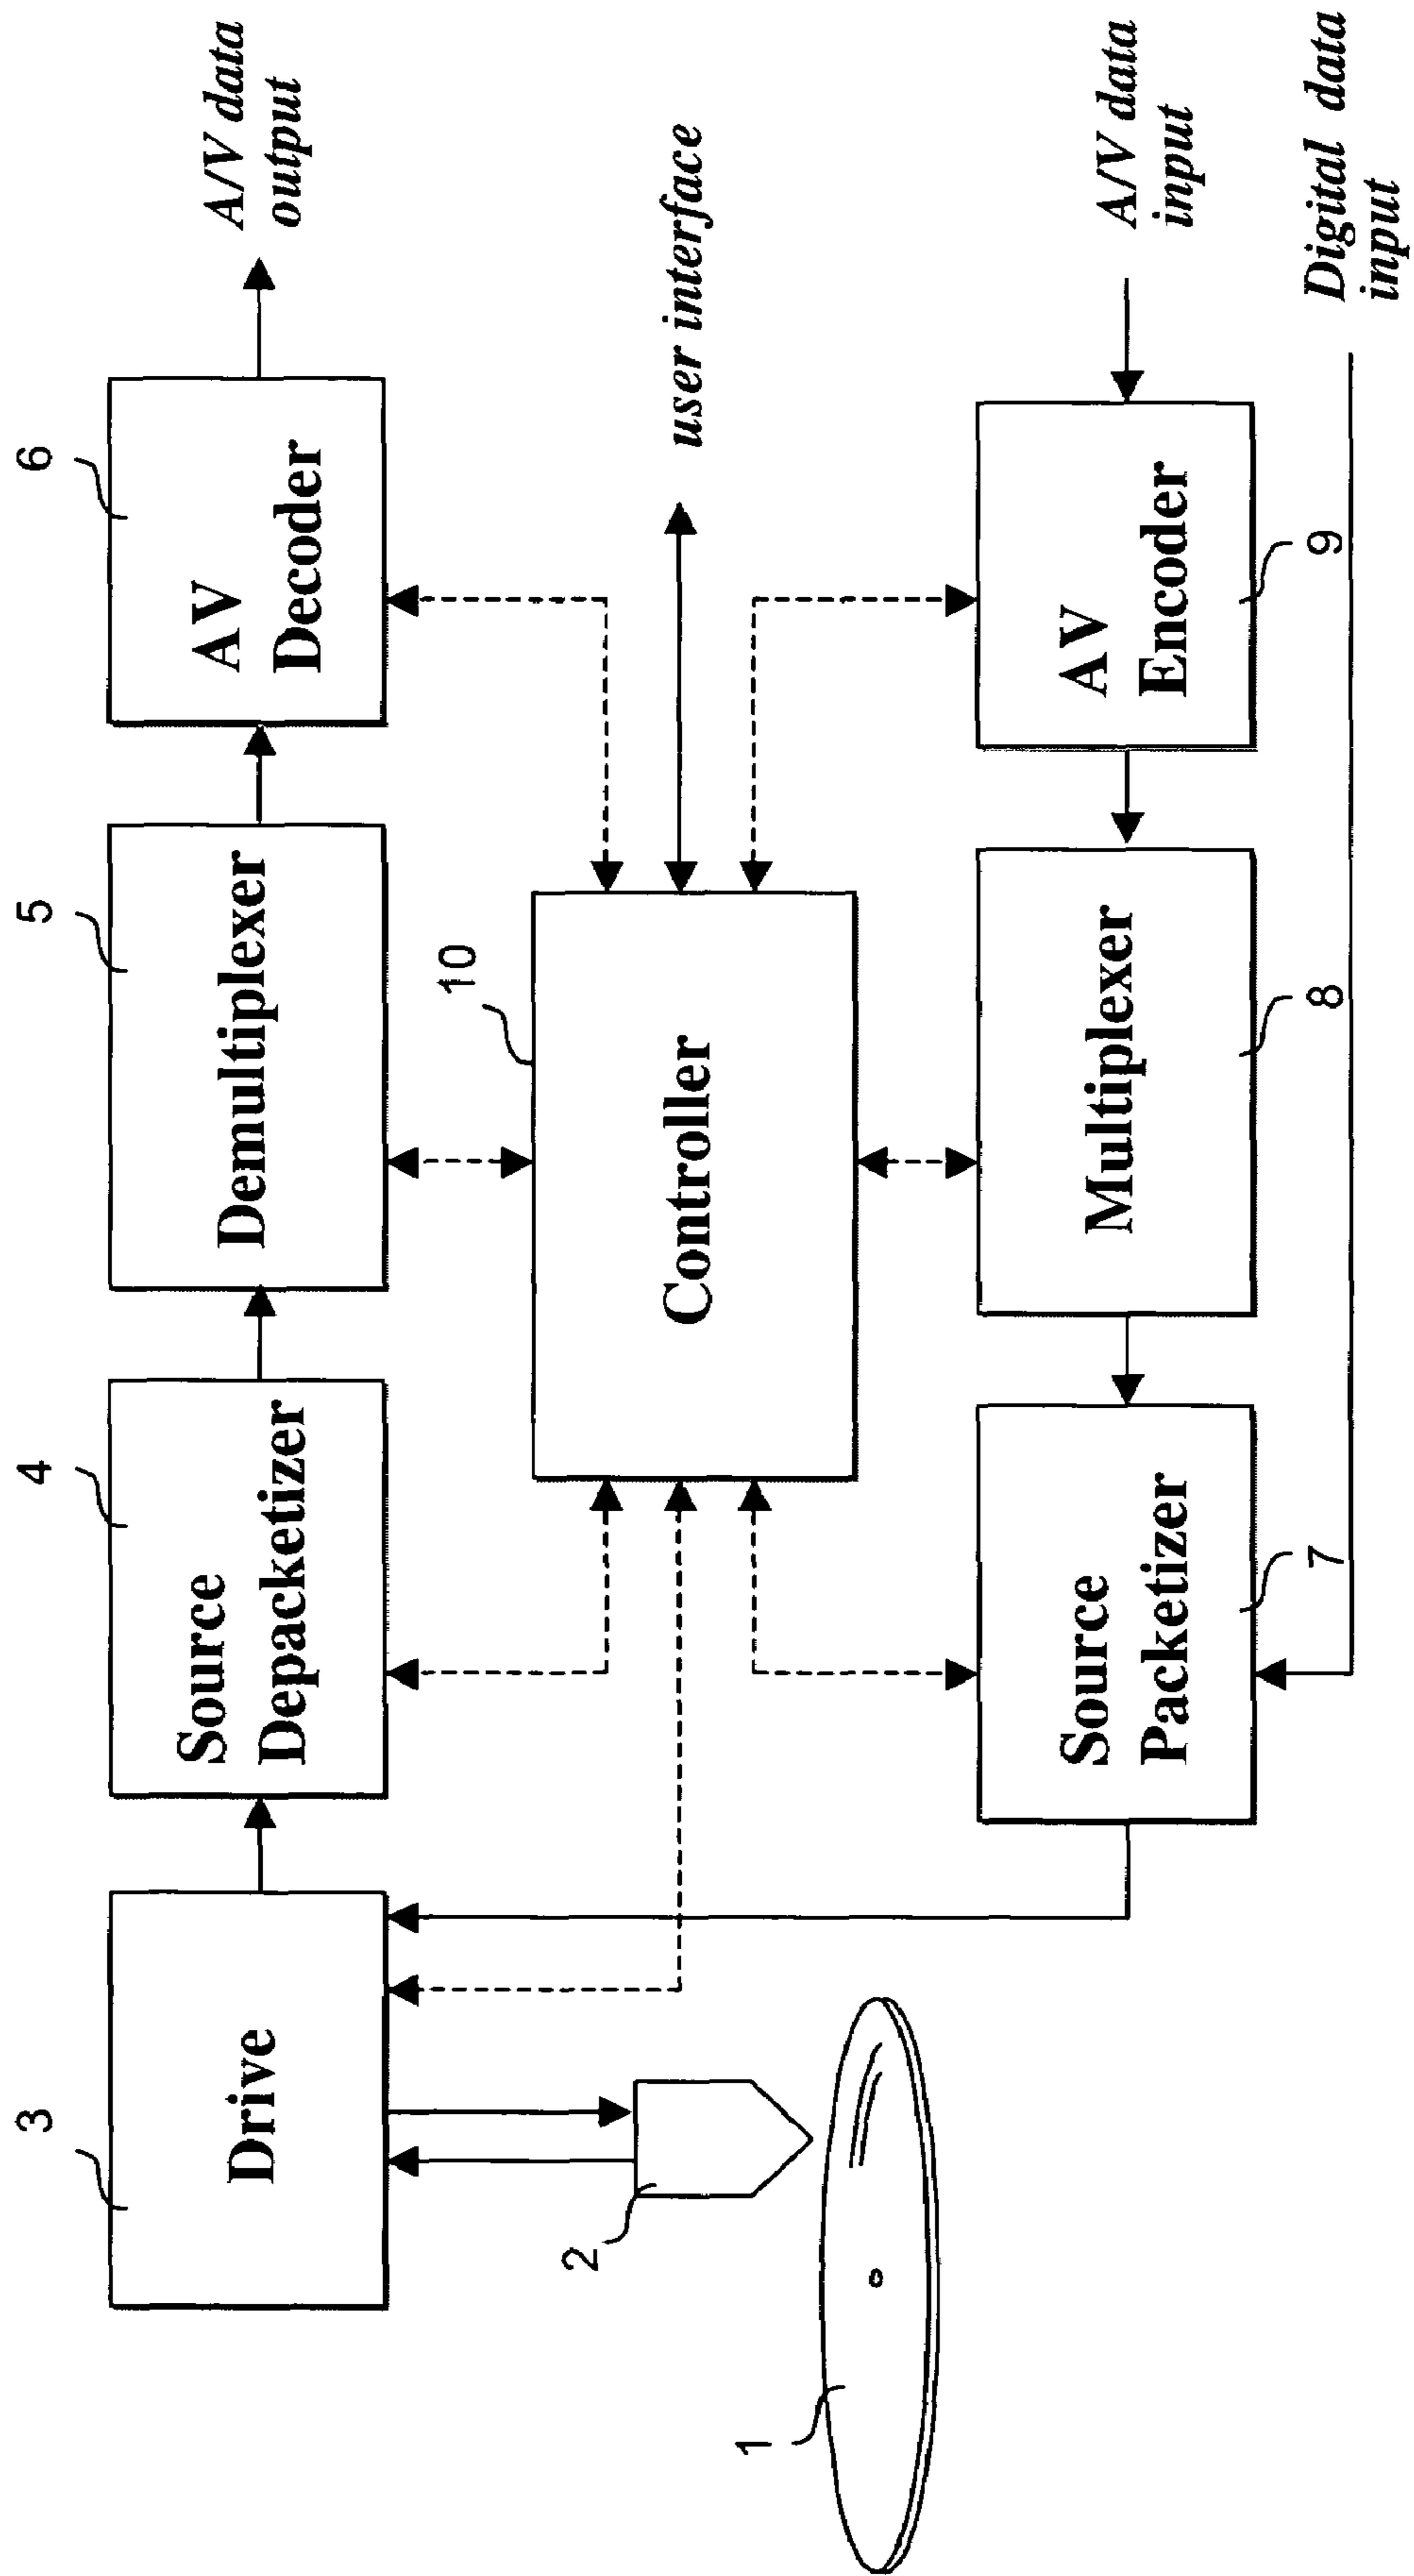 3
Drive
4
Source
Depacketizer
5
Demultiplexer
6
AV
Decoder
A/V data
output
2
1
10
Controller
user interface
Source
Packetizer
7
Multiplexer
8
AV
Encoder
9
A/V data
input
Digital data
input